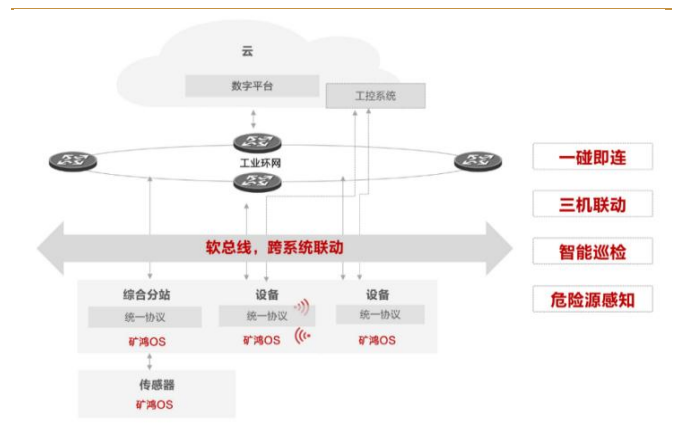 云
数字平台
工控系统
工业环网
一碰即连
三机联动
软总线，跨系统联动
智能巡检
危险源感知
综合分站
设备
设备
统一协议
统一协议
统一协议
矿鸿OS
矿鸿OS
矿鸿OS
传感器
矿鸿OS